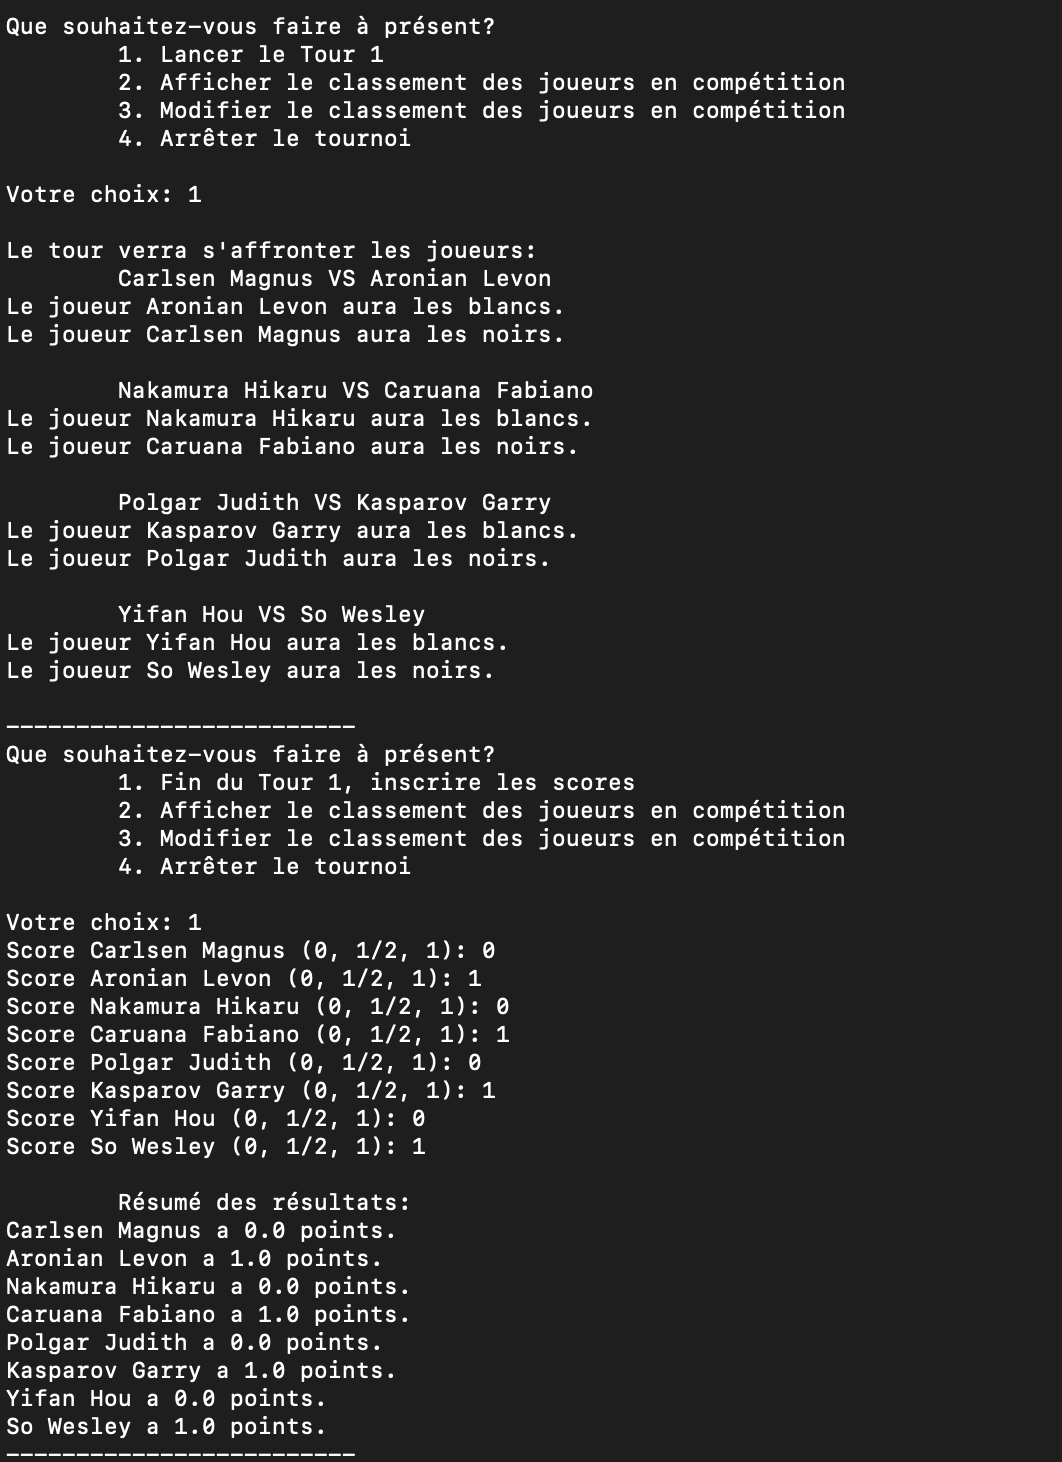 Que souhaitez-vous faire à présent?
1. Lancer le Tour 1
2. Afficher le classement des joueurs en compétition
3. Modifier le classement des joueurs en compétition
4. Arrêter le tournoi
Votre choix: 1
Le tour verra s'affronter les joueurs:
Carlsen Magnus VS Aronian Levon
Le joueur Aronian Levon aura les blancs.
Le joueur Carlsen Magnus aura les noirs.
Nakamura Hikaru VS Caruana Fabiano
Le joueur Nakamura Hikaru aura les blancs.
Le joueur Caruana Fabiano aura les noirs.
Polgar Judith VS Kasparov Garry
Le joueur Kasparov Garry aura les blancs.
Le joueur Polgar Judith aura les noirs.
Yifan Hou VS So Wesley
Le joueur Yifan Hou aura les blancs.
Le joueur So Wesley aura les noirs.
-------------------------
Que souhaitez-vous faire à présent?
1. Fin du Tour 1, inscrire les scores
2. Afficher le classement des joueurs en compétition
3. Modifier le classement des joueurs en compétition
4. Arrêter le tournoi
Votre choix: 1
Score Carlsen Magnus (0, 1/2, 1): 0
Score Aronian Levon (0, 1/2, 1): 1
Score Nakamura Hikaru (0, 1/2, 1): 0
Score Caruana Fabiano (0, 1/2, 1): 1
Score Polgar Judith (0, 1/2, 1): 0
Score Kasparov Garry (0, 1/2, 1): 1
Score Yifan Hou (0, 1/2, 1): 0
Score So Wesley (0, 1/2, 1): 1
Résumé des résultats:
Carlsen Magnus a 0.0 points.
Aronian Levon a 1.0 points.
Nakamura Hikaru a 0.0 points.
Caruana Fabiano a 1.0 points.
Polgar Judith a 0.0 points.
Kasparov Garry a 1.0 points.
Yifan Hou a 0.0 points.
So Wesley a 1.0 points.
-------------------------